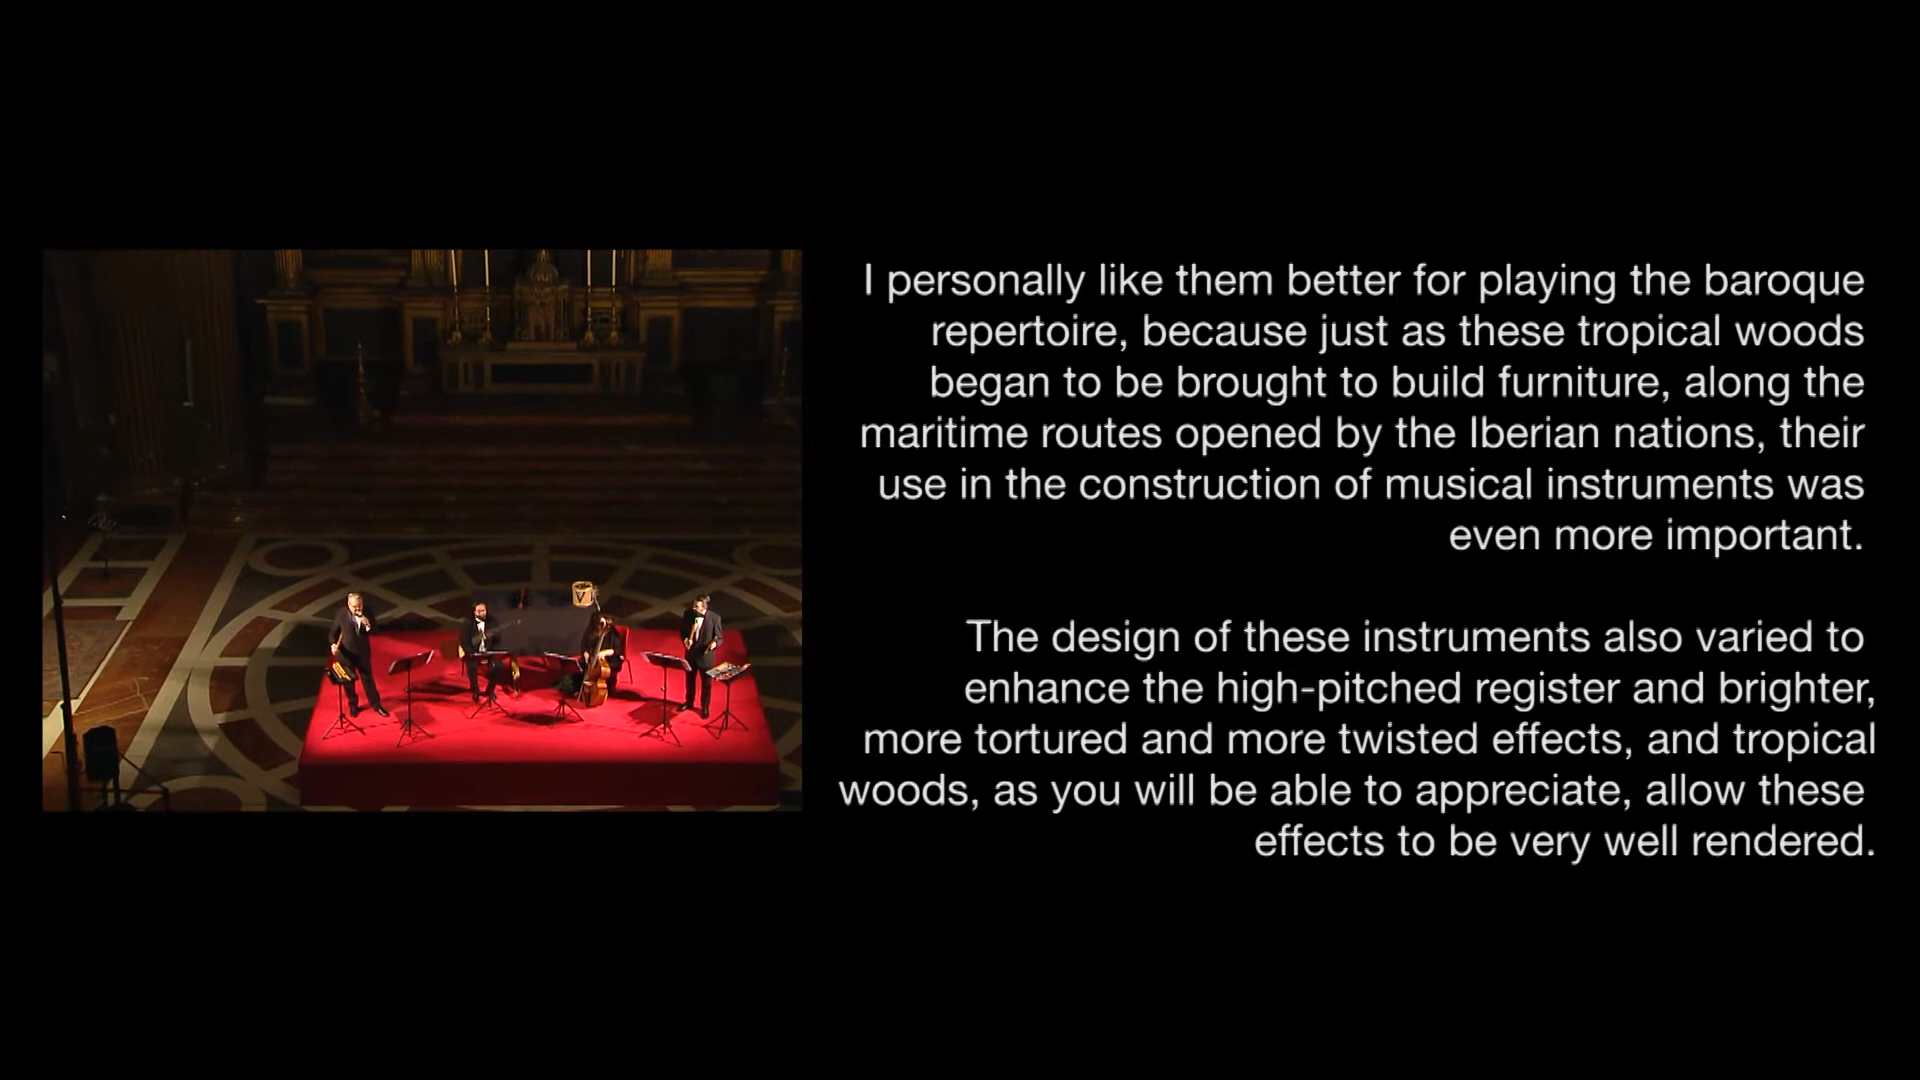 I personally like them better for playing the baroque
repertoire, because just as these tropical woods
began to be brought to build furniture, along the
maritime routes opened by the Iberian nations, their
use in the construction of musical instruments was
even more important.
The design of these instruments also varied to
enhance the high-pitched register and brighter,
more tortured and more twisted effects, and tropical
woods, as you will be able to appreciate, allow these
effects to be very well rendered.